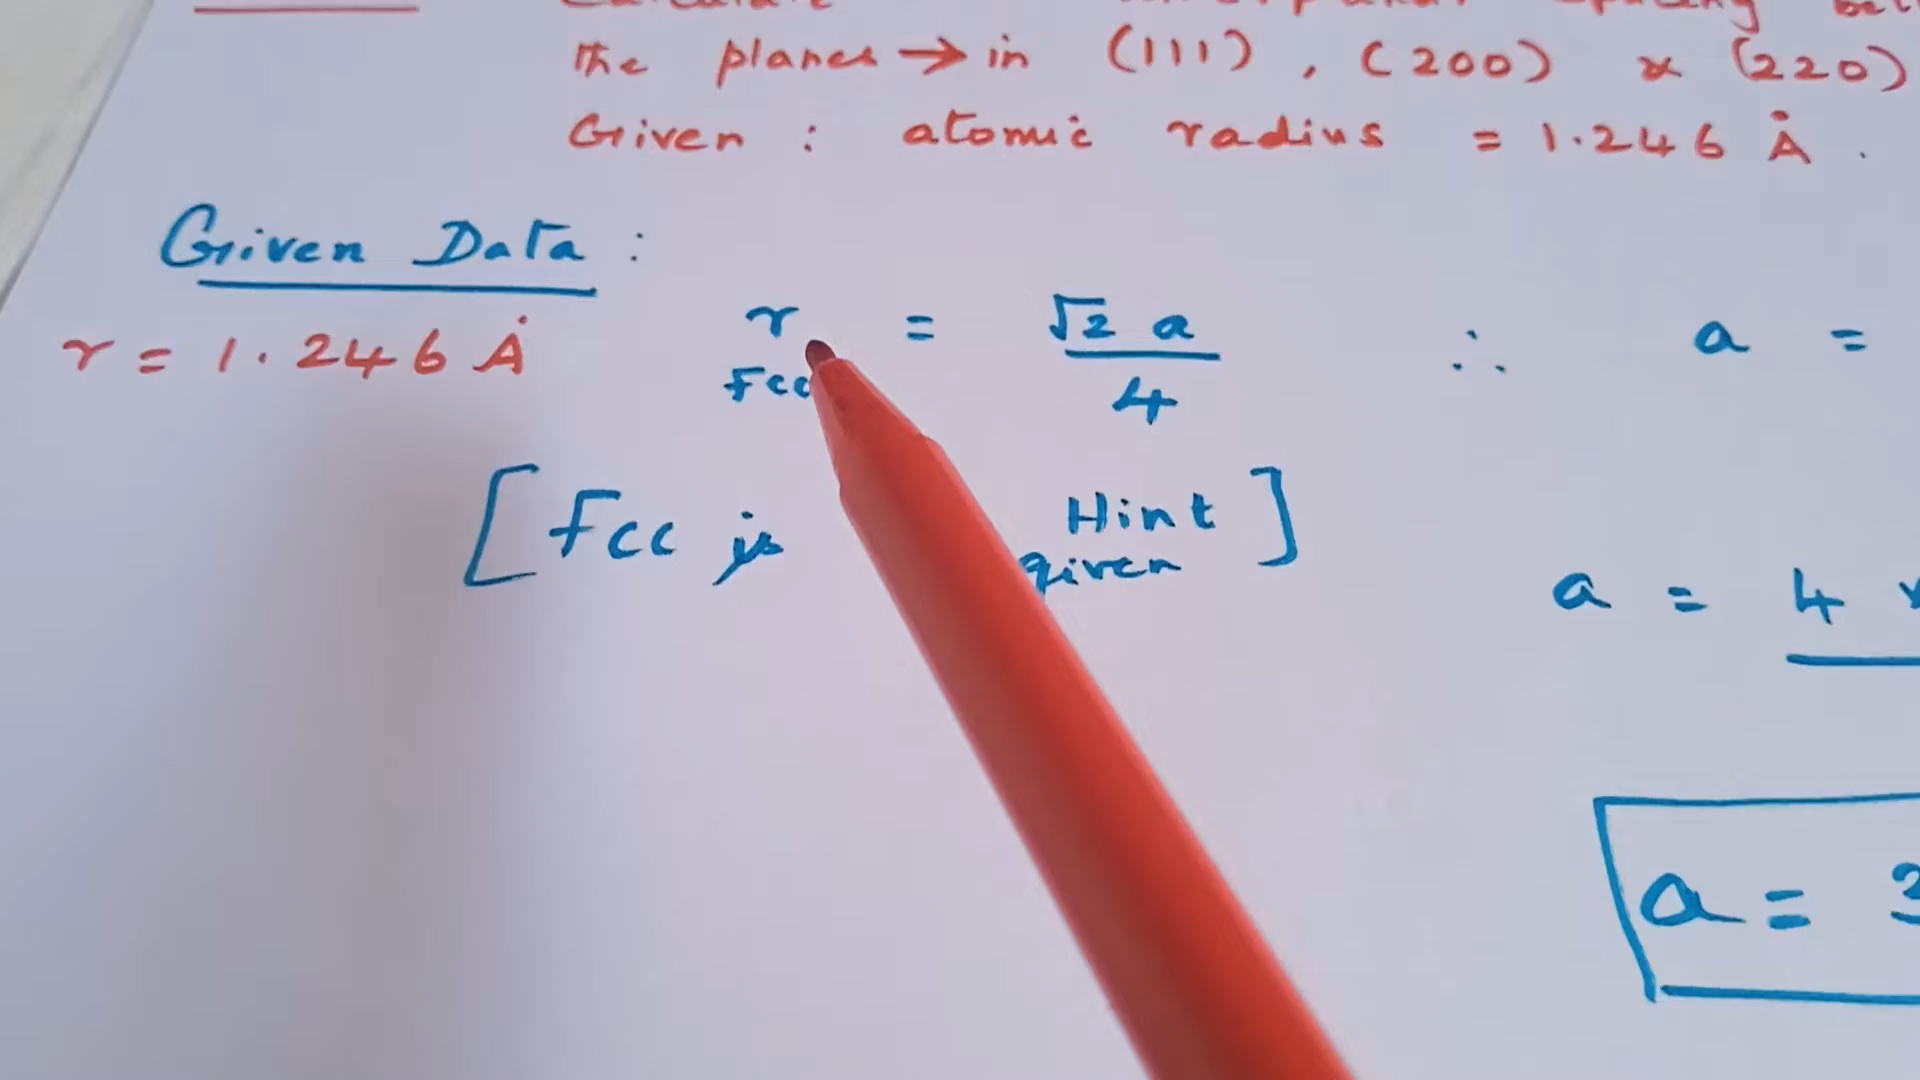 the planes → in (111), (200) & (220)
Given : atomic radius = 1.246 Å.
Given Data :
r = 1.246 Å
r = √2 a ∴ a =
Fcc 4
[Fcc is Hint
given]
a = 4
a = 3